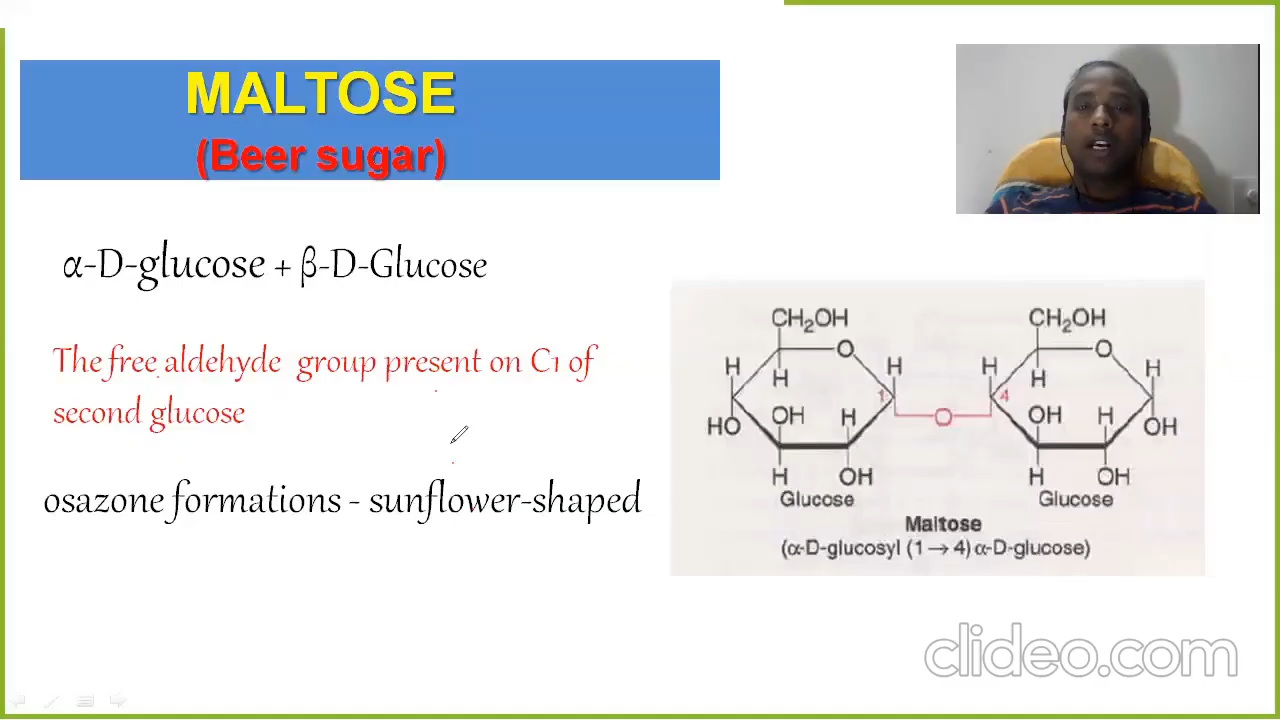 MALTOSE
(Beer sugar)
α-D-glucose + β-D-Glucose
The free aldehyde group present on C1 of
second glucose
osazone formations - sunflower-shaped
CH₂OH CH₂OH
H O H H O H
H H
1 4
OH H O OH H
HO OH
H OH H OH
Glucose Glucose
Maltose
(α-D-glucosyl (1 → 4) α-D-glucose)
clideo.com